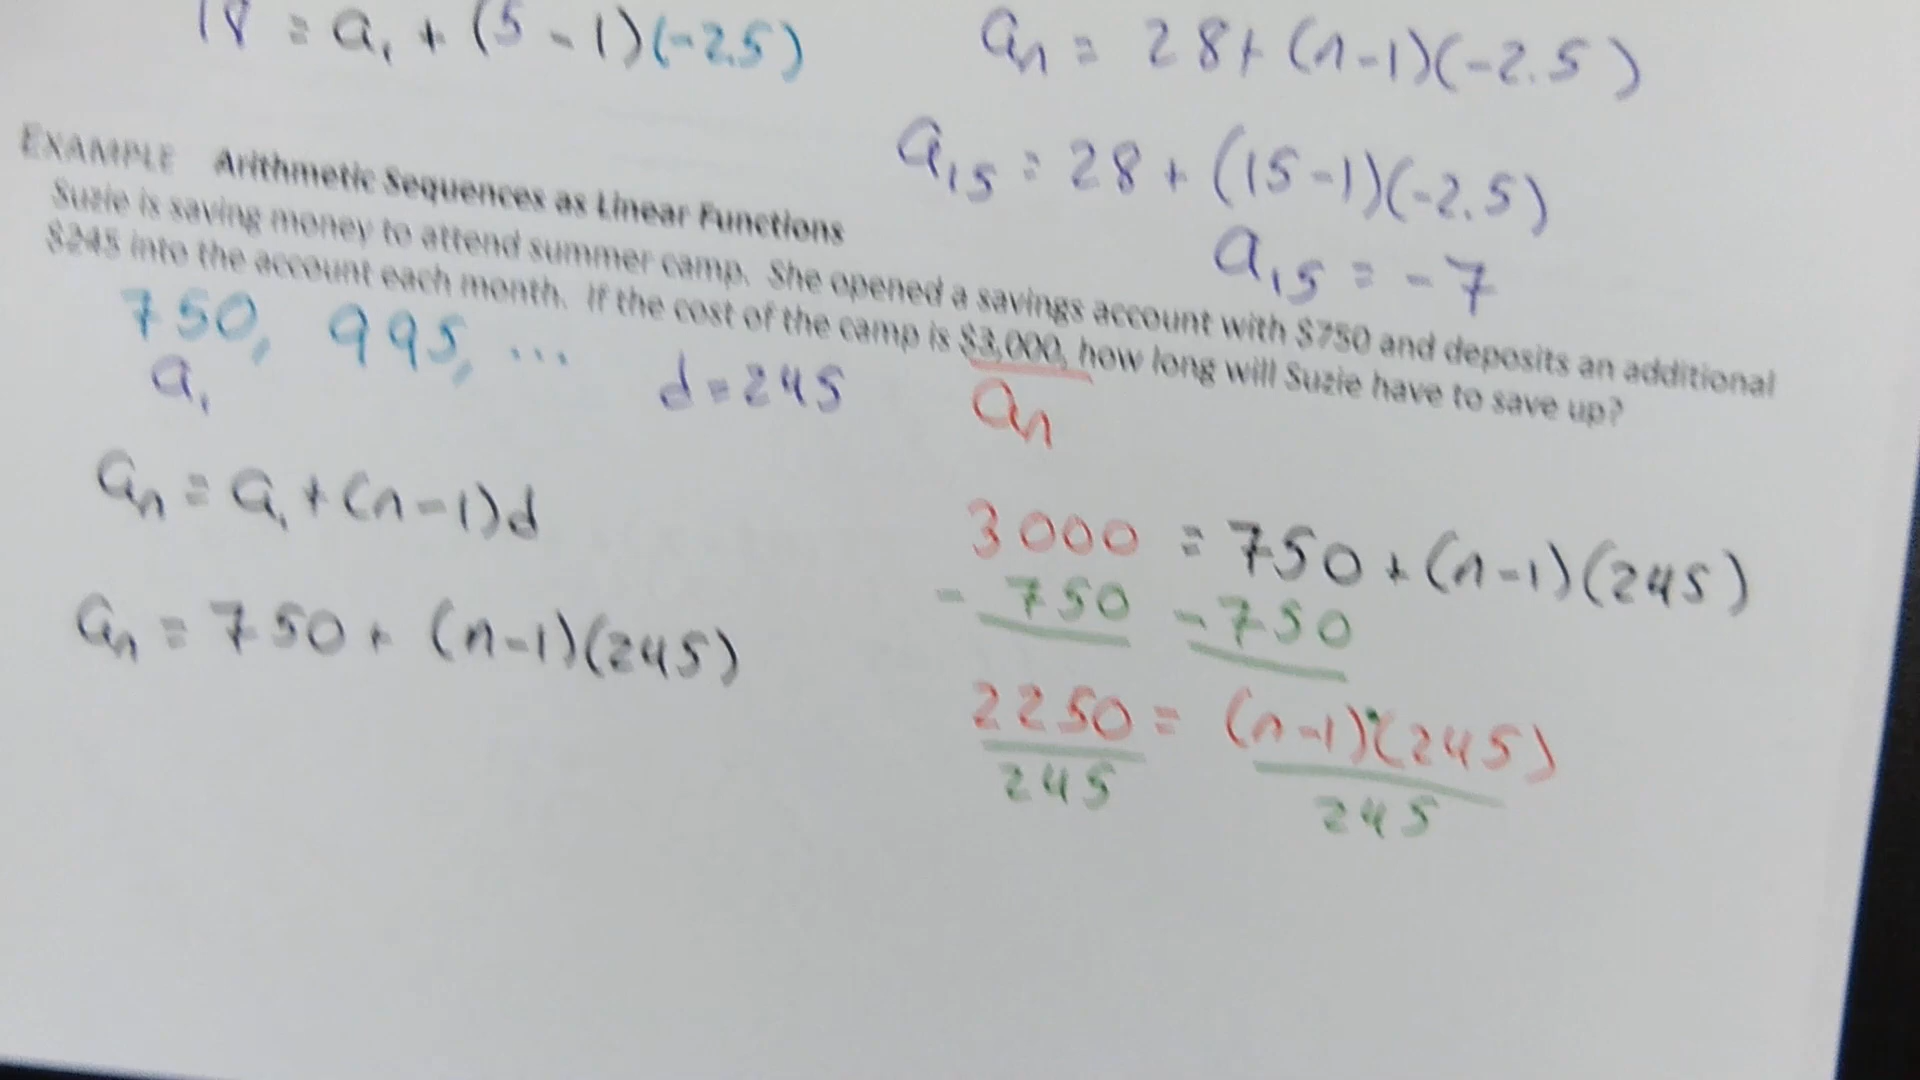 18 = a₁ + (5 - 1)(-2.5)
aₙ = 28 + (n-1)(-2.5)
a₁₅ = 28 + (15-1)(-2.5)
a₁₅ = -7
EXAMPLE Arithmetic Sequences as Linear Functions
Suzie is saving money to attend summer camp. She opened a savings account with $750 and deposits an additional
$245 into the account each month. If the cost of the camp is $3,000, how long will Suzie have to save up?
750, 995, ...
a₁
d = 245
aₙ
aₙ = a₁ + (n-1)d
aₙ = 750 + (n-1)(245)
3000 = 750 + (n-1)(245)
- 750 - 750
2250 = (n-1)(245)
245 245